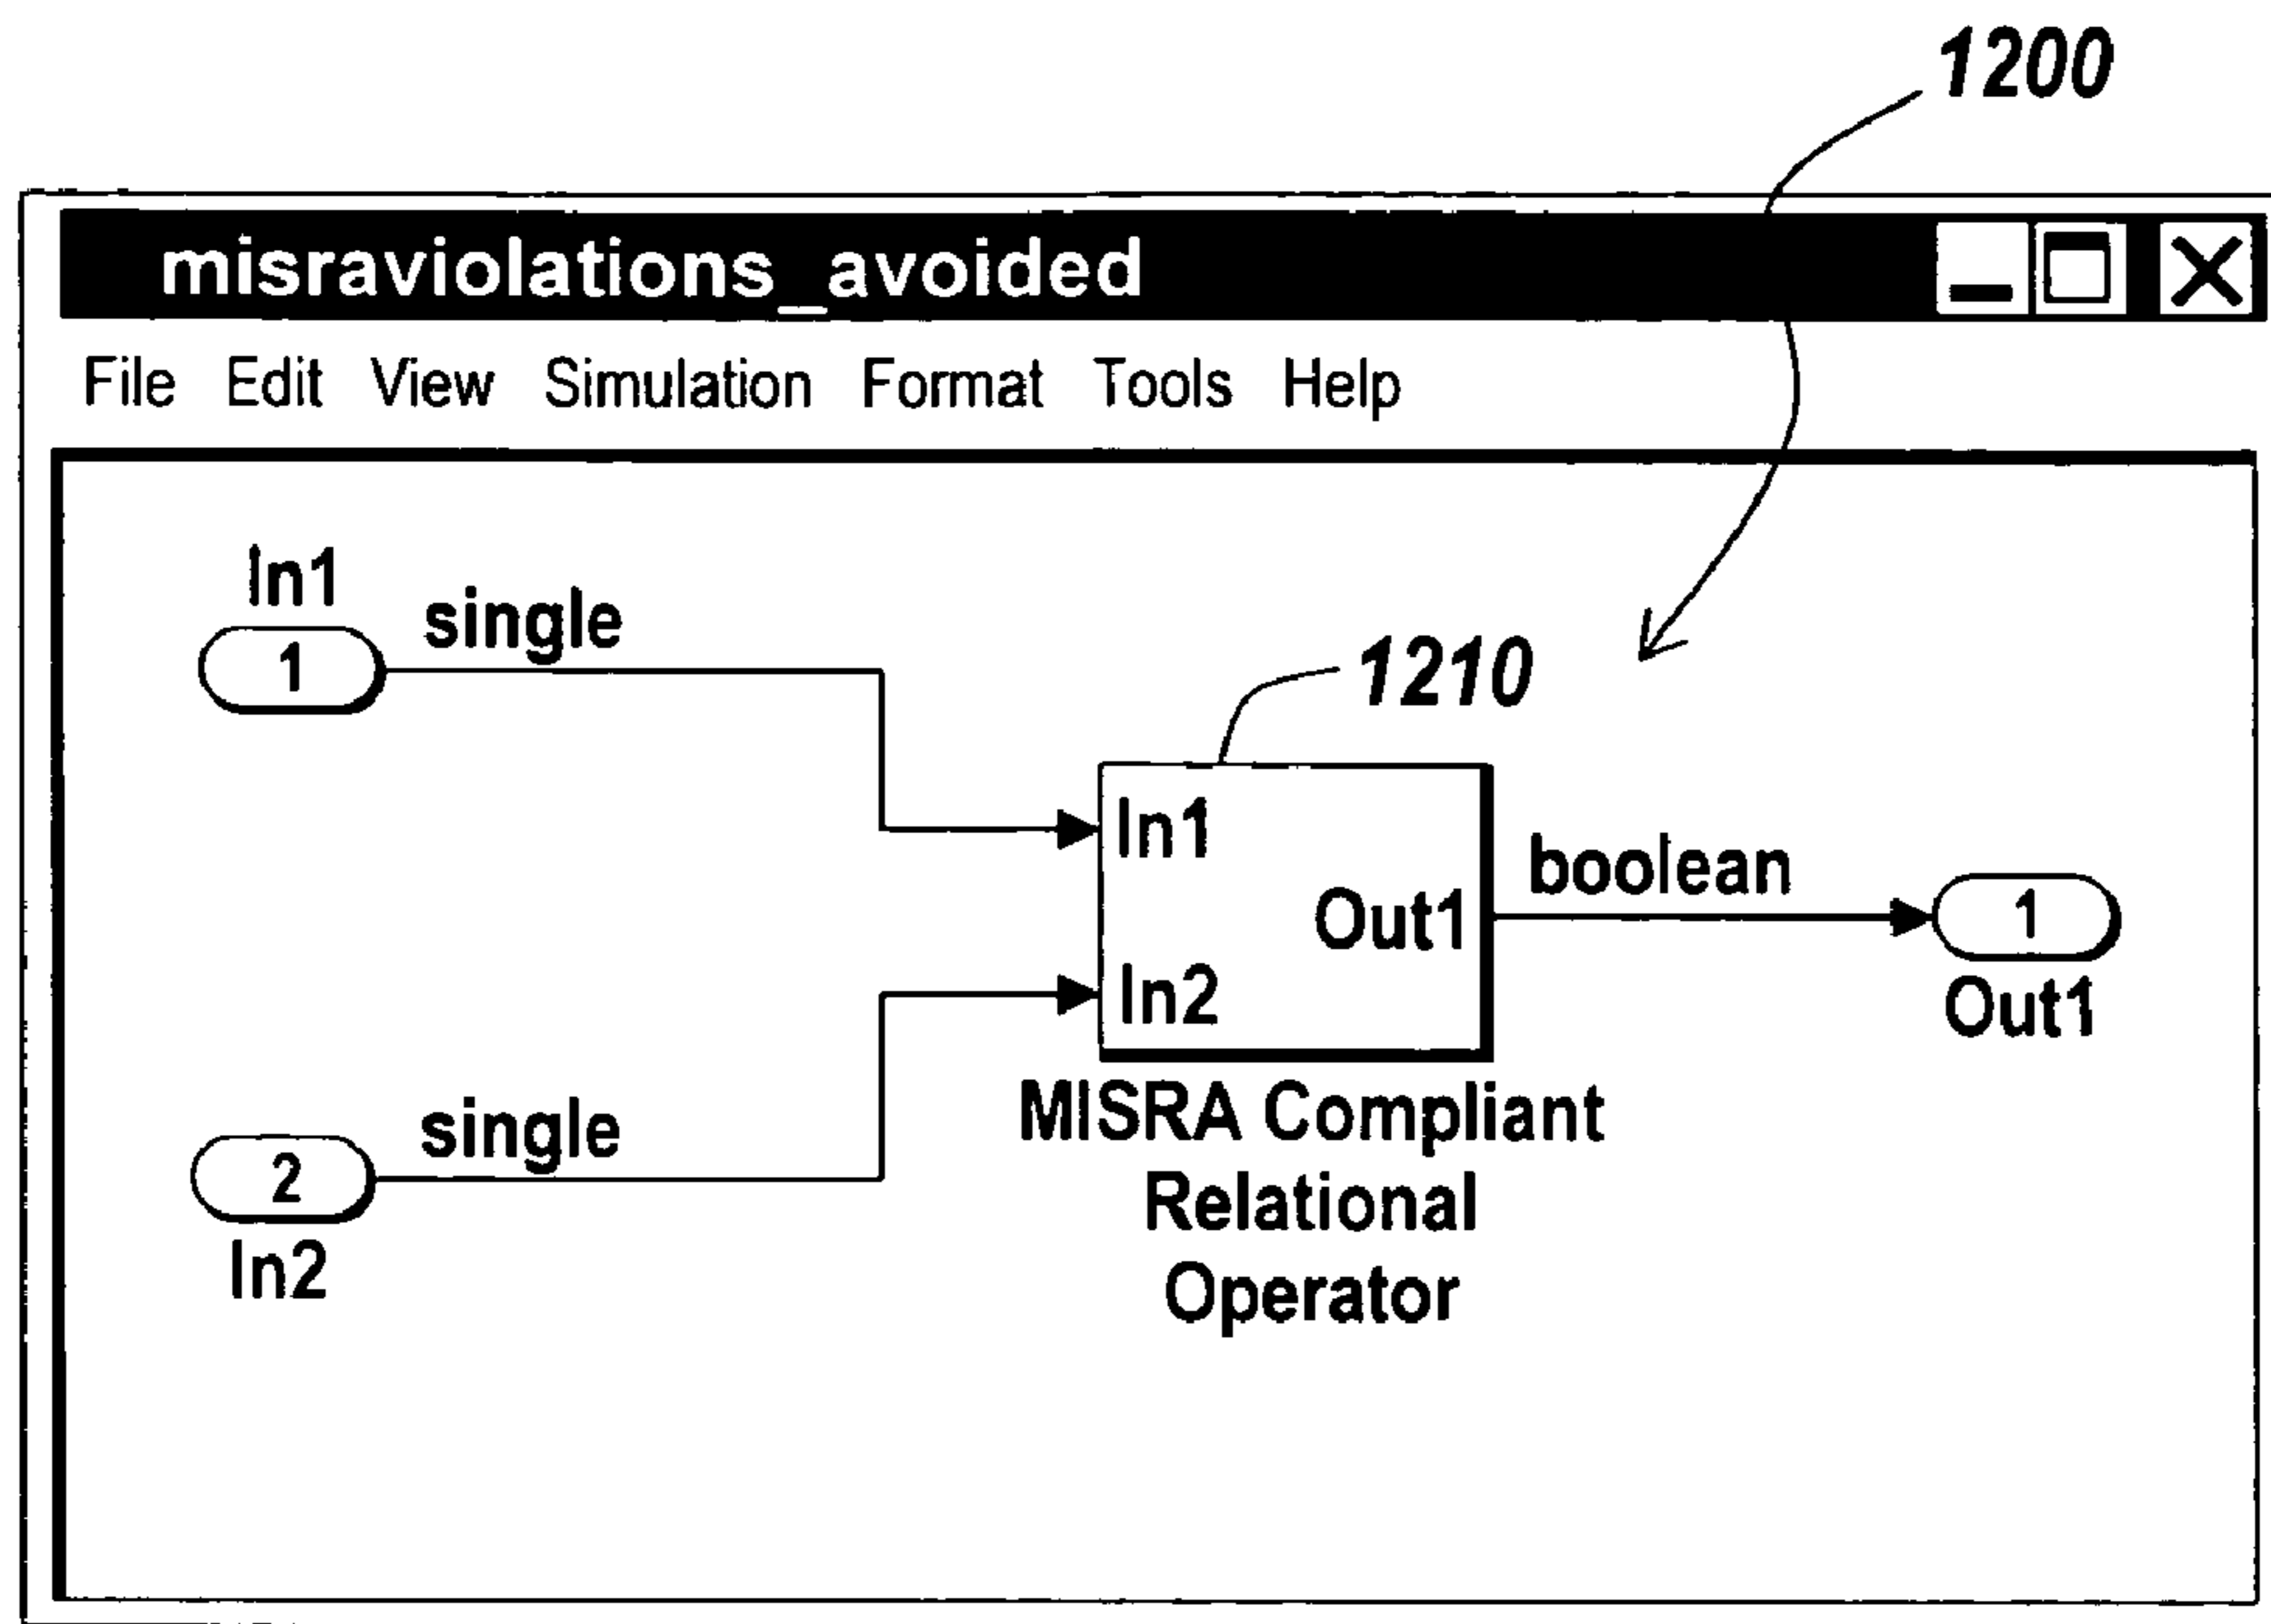 1200
misraviolations_avoided
File Edit View Simulation Format Tools Help
In1
1
single
1210
In1
Out1
In2
boolean
1
Out1
single
2
In2
MISRA Compliant
Relational
Operator